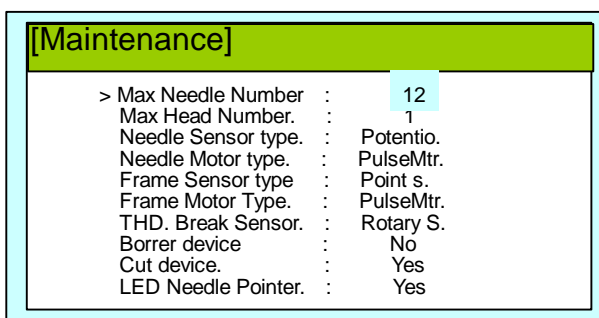 [Maintenance]
> Max Needle Number : 12
Max Head Number. : 1
Needle Sensor type. : Potentio.
Needle Motor type. : PulseMtr.
Frame Sensor type : Point s.
Frame Motor Type. : PulseMtr.
THD. Break Sensor. : Rotary S.
Borrer device : No
Cut device. : Yes
LED Needle Pointer. : Yes